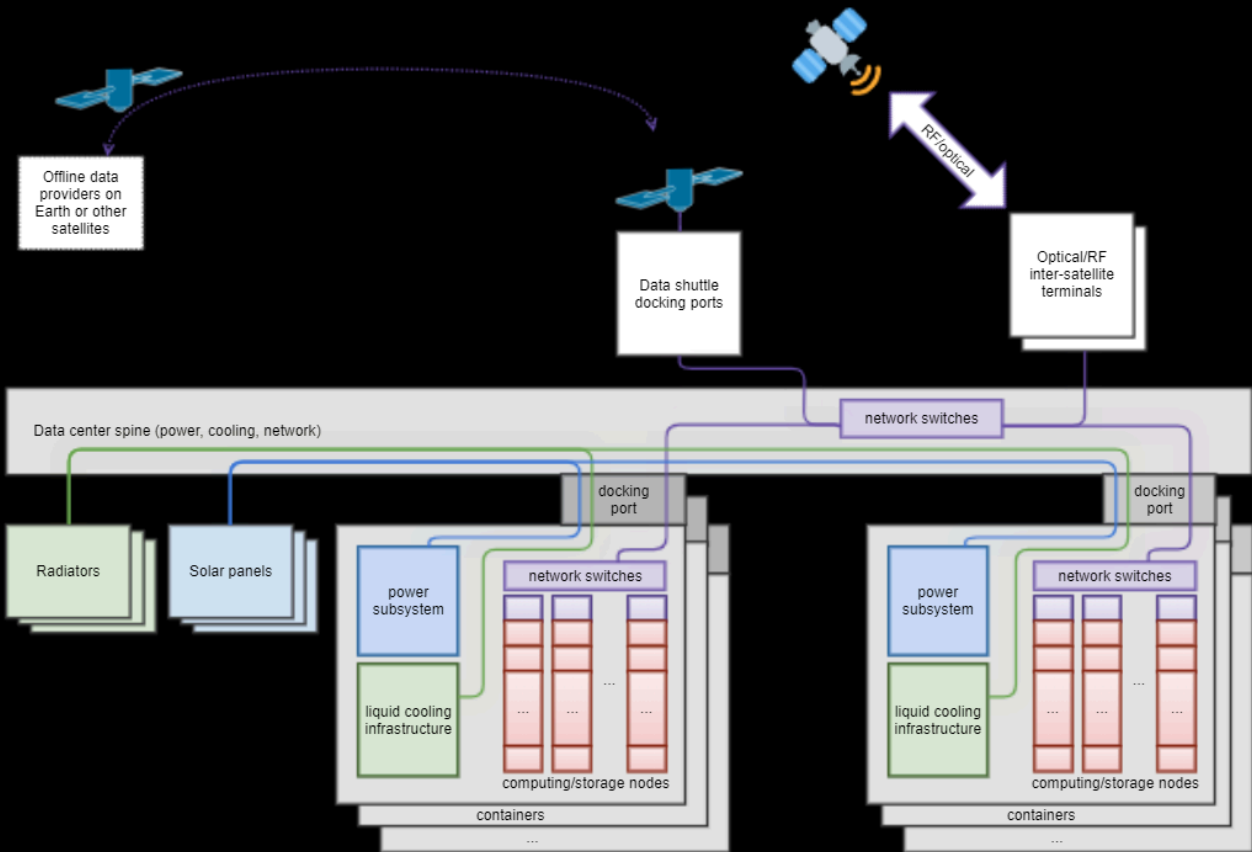 Offline data
providers on
Earth or other
satellites
RF/optical
Data shuttle
docking ports
Optical/RF
inter-satellite
terminals
Data center spine (power, cooling, network)
network switches
docking
port
docking
port
Radiators
Solar panels
power
subsystem
network switches
liquid cooling
infrastructure
...
...
...
...
computing/storage nodes
containers
...
power
subsystem
network switches
liquid cooling
infrastructure
...
...
...
...
computing/storage nodes
containers
...